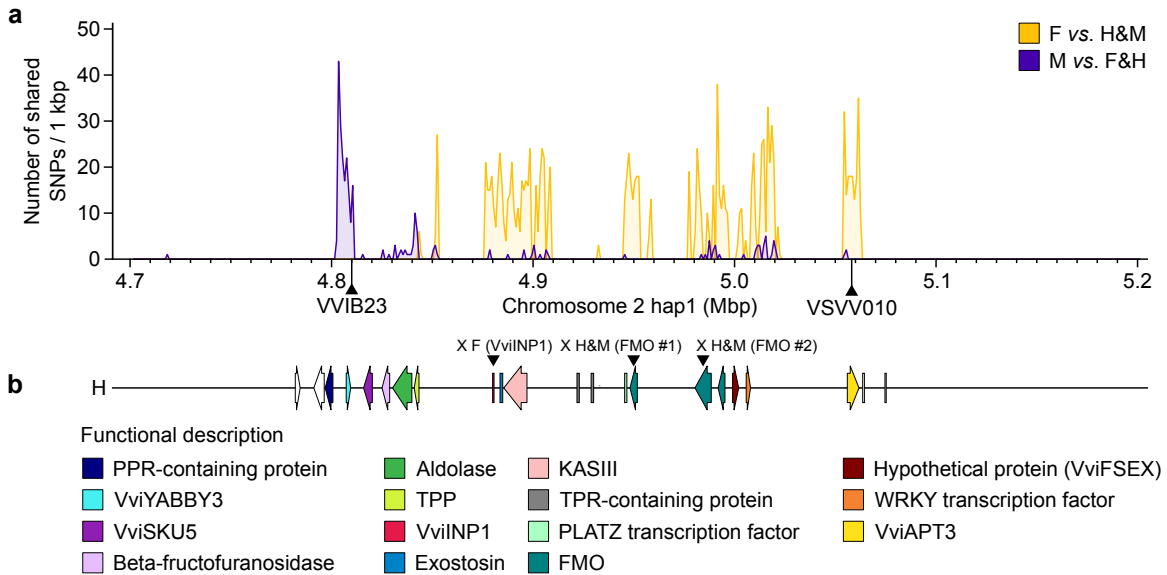 a
Number of shared
SNPs / 1 kbp
50
40
30
20
10
0
F vs. H&M
M vs. F&H
4.7
4.8
4.9
5.0
5.1
5.2
VVIB23
Chromosome 2 hap1 (Mbp)
VSVV010
X F (VviINP1)
X H&M (FMO #1)
X H&M (FMO #2)
b
H
Functional description
PPR-containing protein
Aldolase
KASIII
Hypothetical protein (VviFSEX)
VviYABBY3
TPP
TPR-containing protein
WRKY transcription factor
VviSKU5
VviINP1
PLATZ transcription factor
VviAPT3
Beta-fructofuranosidase
Exostosin
FMO